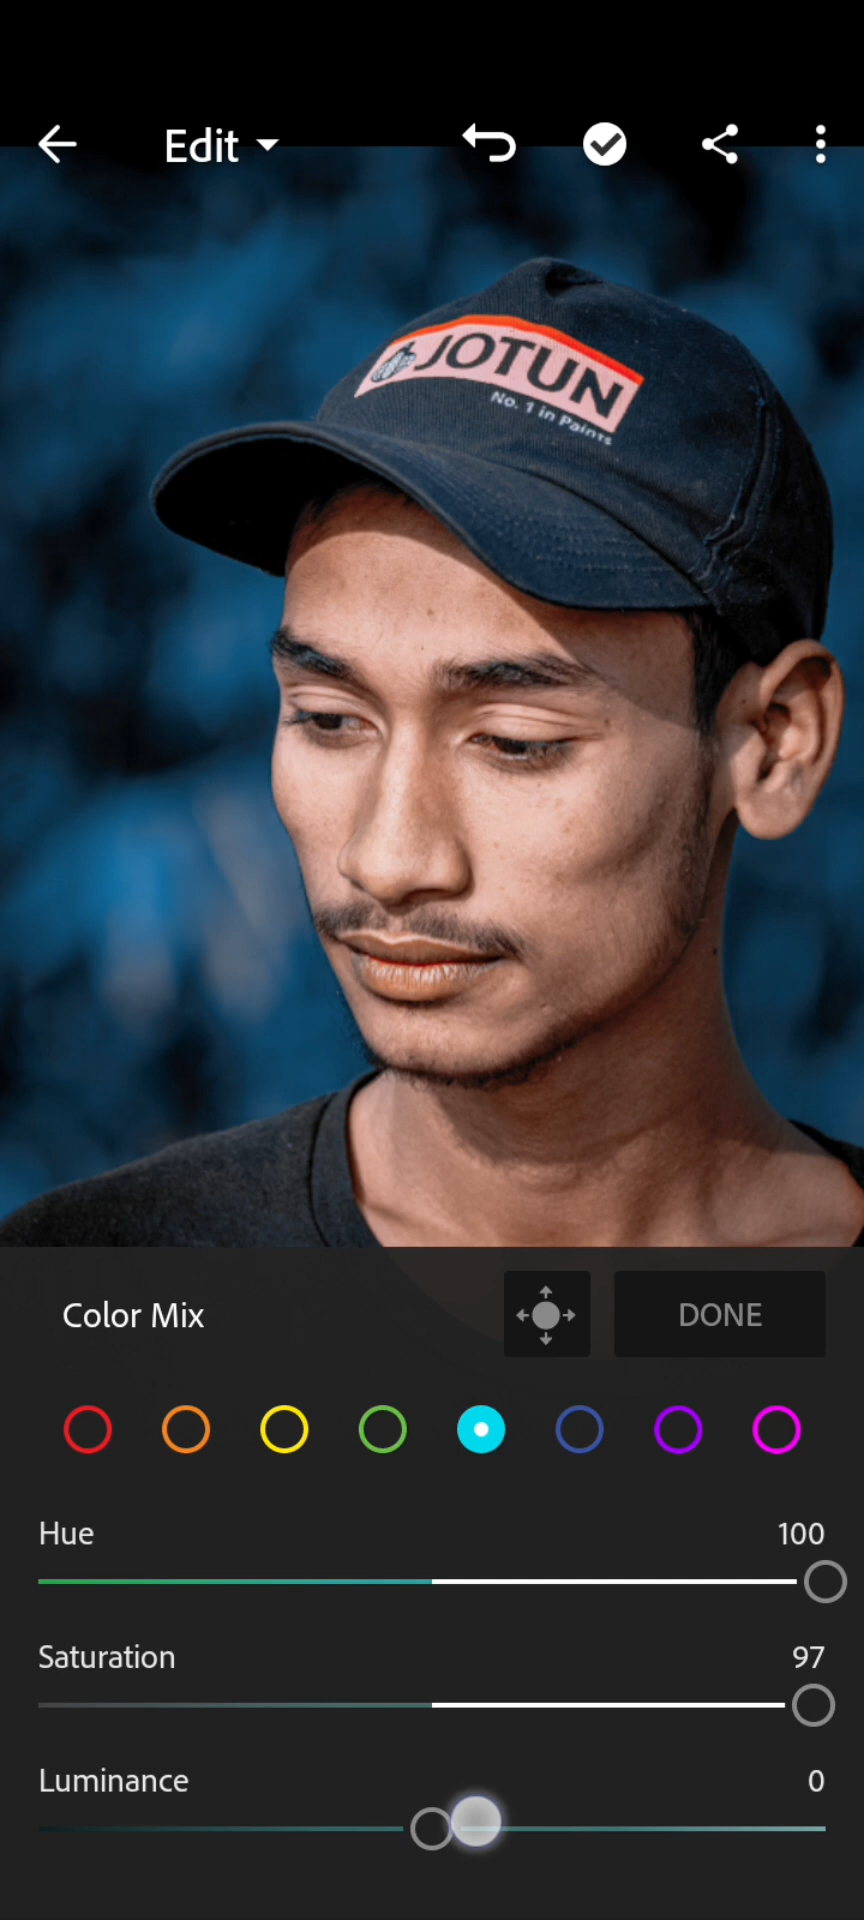 Edit
JOTUN
No. 1 in Paints
Color Mix
DONE
Hue
100
Saturation
97
Luminance
0